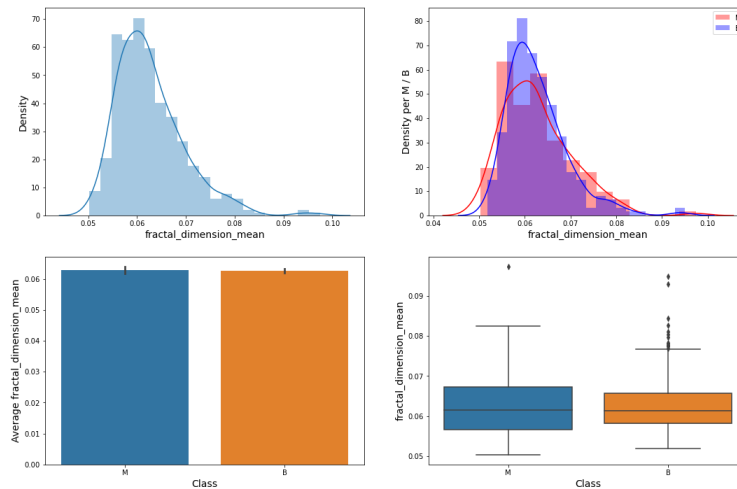 70
60
50
40
30
20
10
0
Density
0.05 0.06 0.07 0.08 0.09 0.10
fractal_dimension_mean
80
70
60
50
40
30
20
10
0
Density per M / B
M
0.04 0.05 0.06 0.07 0.08 0.09 0.10
fractal_dimension_mean
0.06
0.05
0.04
0.03
0.02
0.01
0.00
Average fractal_dimension_mean
M B
Class
0.09
0.08
0.07
0.06
0.05
fractal_dimension_mean
M B
Class